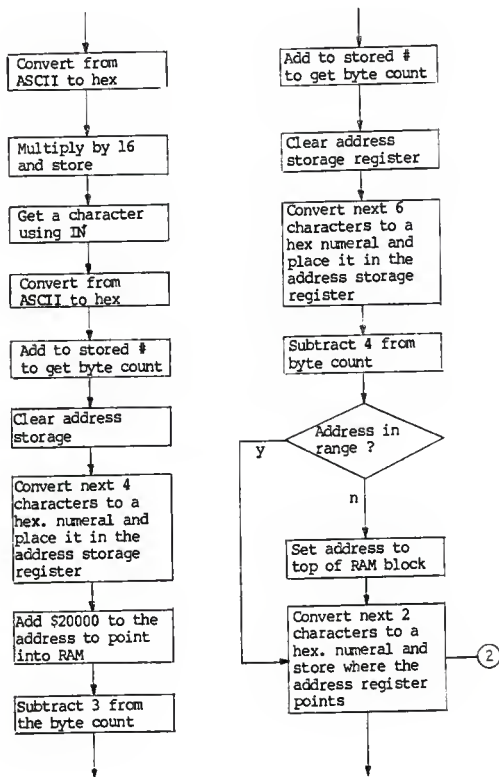 Convert from
ASCII to hex
Multiply by 16
and store
Get a character
using IN
Convert from
ASCII to hex
Add to stored #
to get byte count
Clear address
storage
Convert next 4
characters to a
hex. numeral and
place it in the
address storage
register
Add $20000 to the
address to point
into RAM
Subtract 3 from
the byte count
Add to stored #
to get byte count
Clear address
storage register
Convert next 6
characters to a
hex numeral and
place it in the
address storage
register
Subtract 4 from
byte count
Address in
range ?
y
n
Set address to
top of RAM block
Convert next 2
characters to a
hex. numeral and
store where the
address register
points
2